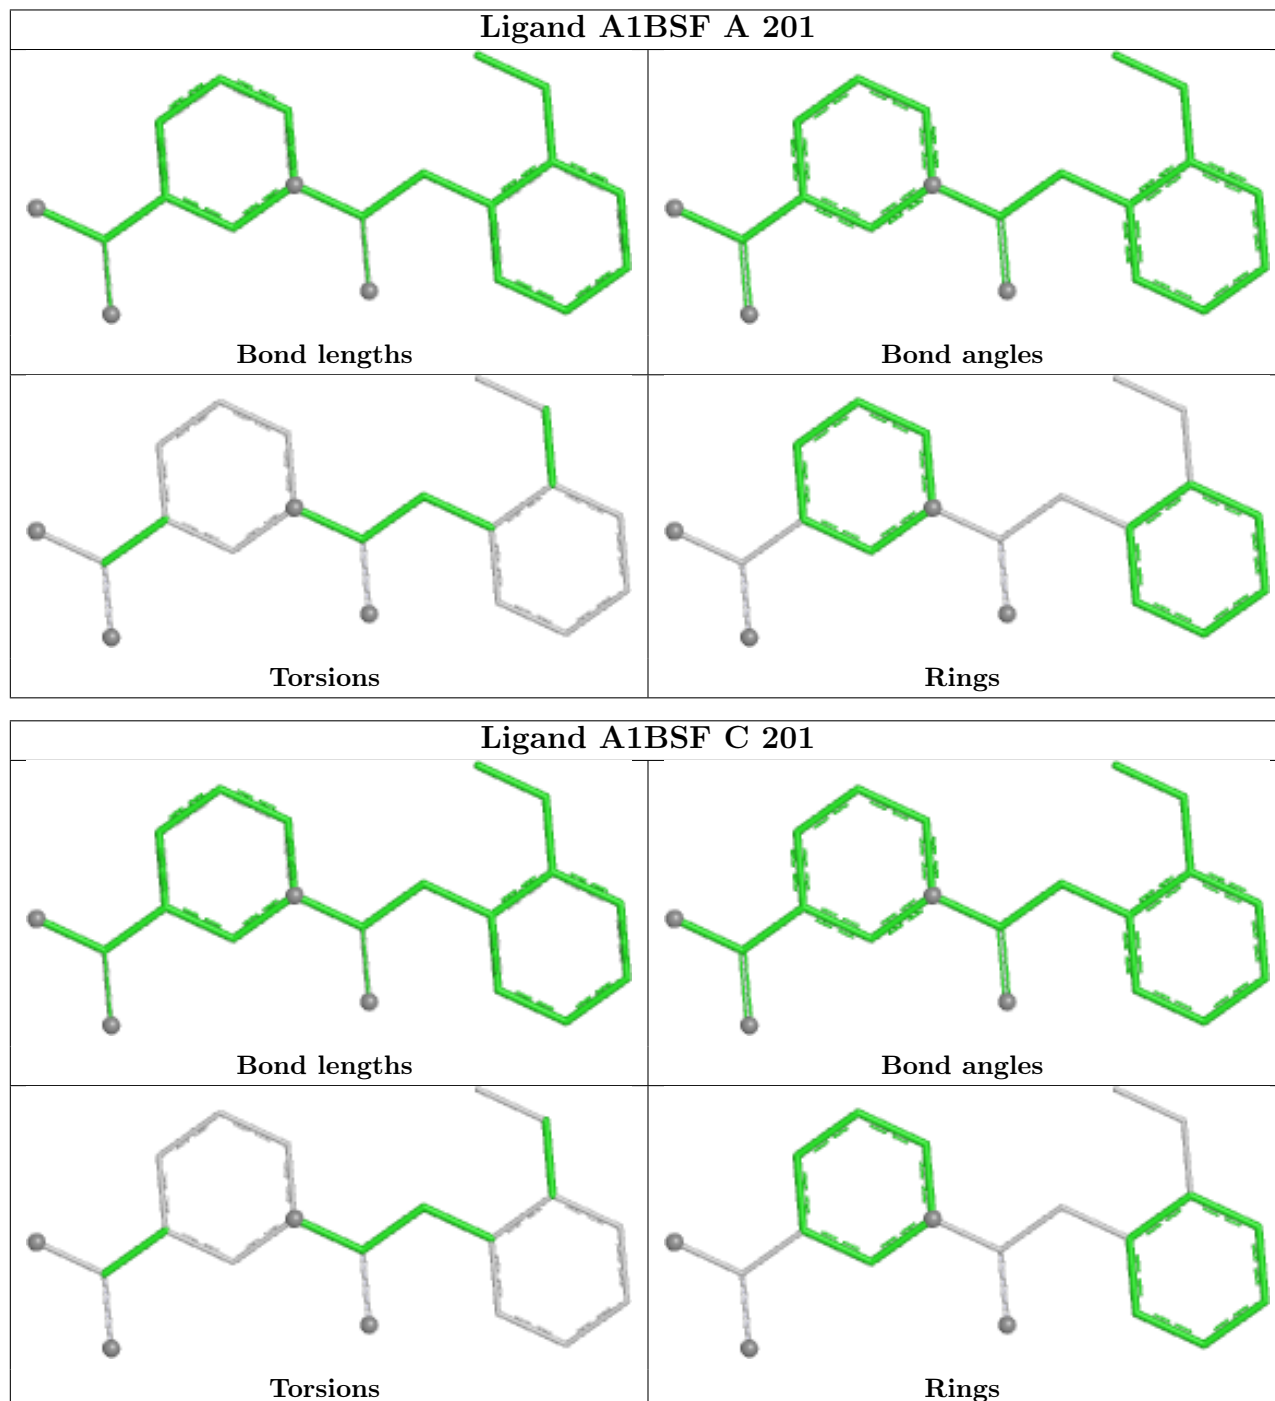 Ligand A1BSF A 201
Bond lengths
Bond angles
Torsions
Rings
Ligand A1BSF C 201
Bond lengths
Bond angles
Torsions
Rings